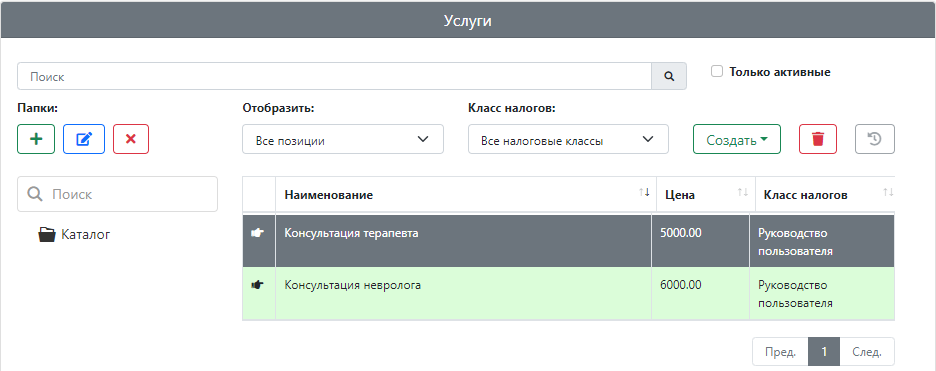 Услуги
Поиск
Только активные
Папки:
Отобразить:
Класс налогов:
Все позиции
Все налоговые классы
Создать
Поиск
Каталог
Наименование
Цена
Класс налогов
Консультация терапевта
5000.00
Руководство
пользователя
Консультация невролога
6000.00
Руководство
пользователя
Пред.
1
След.